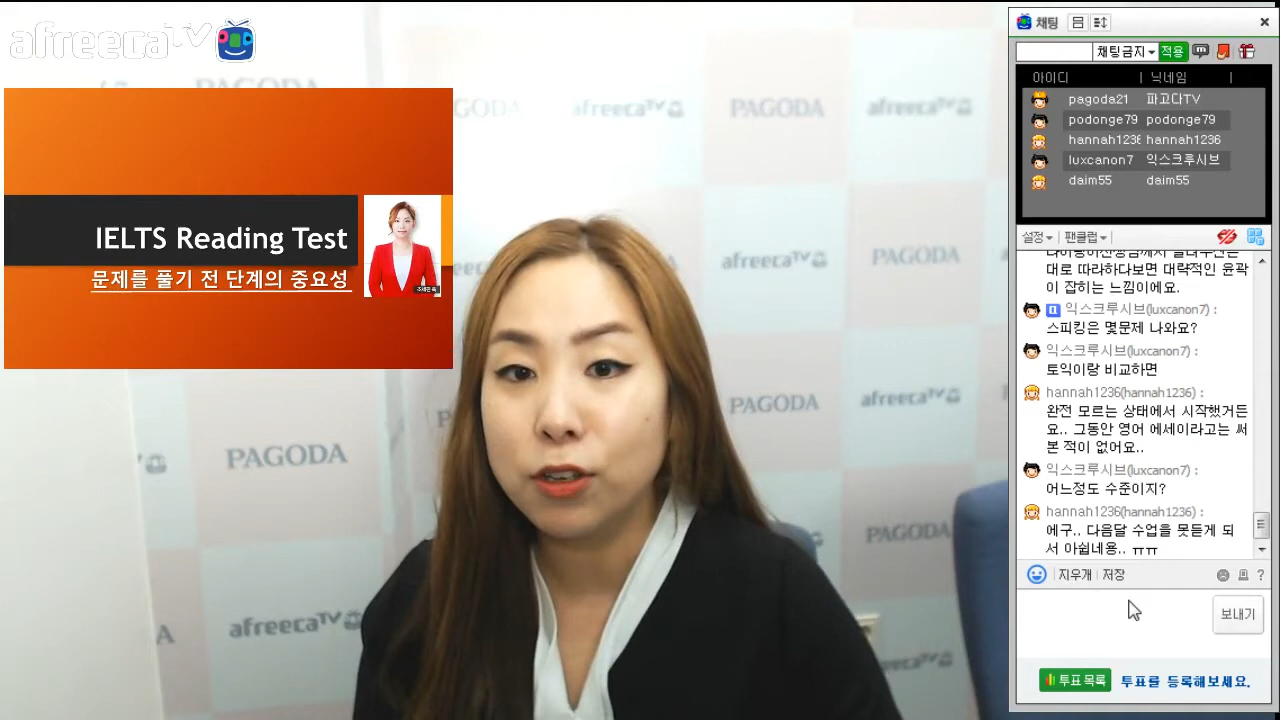 afreecaTV
PAGODA
GODA afreecaTV PAGODA afreecaTV
IELTS Reading Test
문제를 풀기 전 단계의 중요성
afreecaTV PAGODA
PAGODA afreecaTV
PAGODA
PAGODA
afreecaTV
채팅
채팅금지 적용
아이디 | 닉네임 |
pagoda21 파고다TV
podonge79 podonge79
hannah1236 hannah1236
luxcanon7 익스크루시브
daim55 daim55
설정 | 팬클럽
대로 따라하다보면 대략적인 윤곽
이 잡히는 느낌이에요.
익스크루시브(luxcanon7) :
스피킹은 몇문제 나와요?
익스크루시브(luxcanon7) :
토익이랑 비교하면
hannah1236(hannah1236) :
완전 모르는 상태에서 시작했거든
요.. 그동안 영어 에세이라고는 써
본 적이 없어요..
익스크루시브(luxcanon7) :
어느정도 수준이지?
hannah1236(hannah1236) :
에구.. 다음달 수업을 못듣게 되
서 아쉽네용.. ㅠㅠ
지우개 | 저장
보내기
투표목록 투표를 등록해보세요.